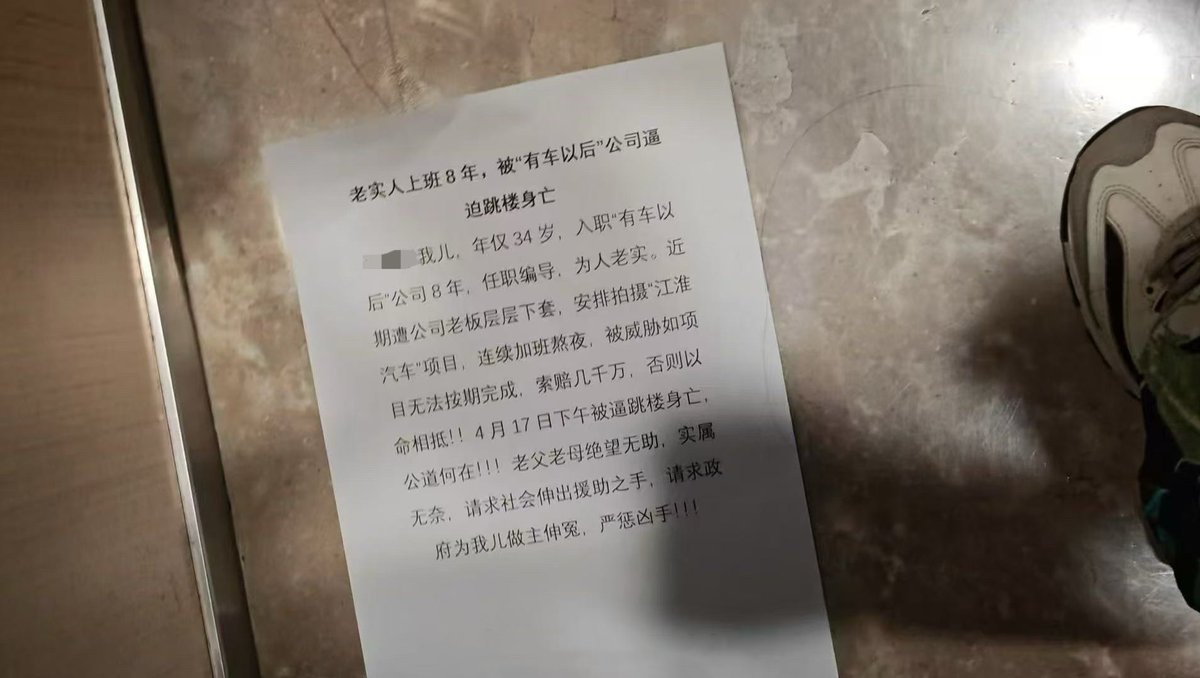 老实人上班8年，被“有车以后”公司逼
迫跳楼身亡
我儿，年仅34岁，入职“有车以
后”公司8年，任职编导，为人老实。近
期遭公司老板层层下套，安排拍摄“江淮
汽车”项目，连续加班熬夜，被威胁如项
目无法按期完成，索赔几千万，否则以
命相抵！！4月17日下午被逼跳楼身亡，
公道何在！！！老父老母绝望无助，实属
无奈，请求社会伸出援助之手，请求政
府为我儿做主伸冤，严惩凶手！！！